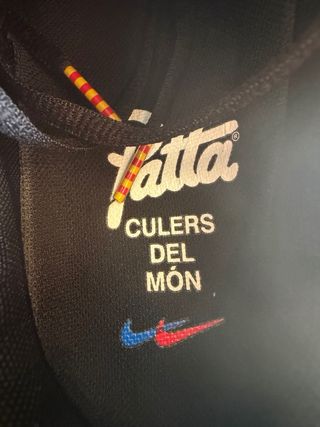 Patta®
CULERS
DEL
MÓN